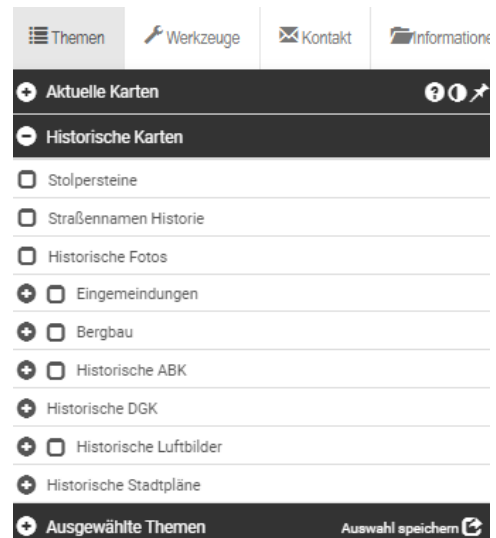 Themen Werkzeuge Kontakt Informatione
Aktuelle Karten
Historische Karten
Stolpersteine
Straßennamen Historie
Historische Fotos
Eingemeindungen
Bergbau
Historische ABK
Historische DGK
Historische Luftbilder
Historische Stadtpläne
Ausgewählte Themen Auswahl speichern